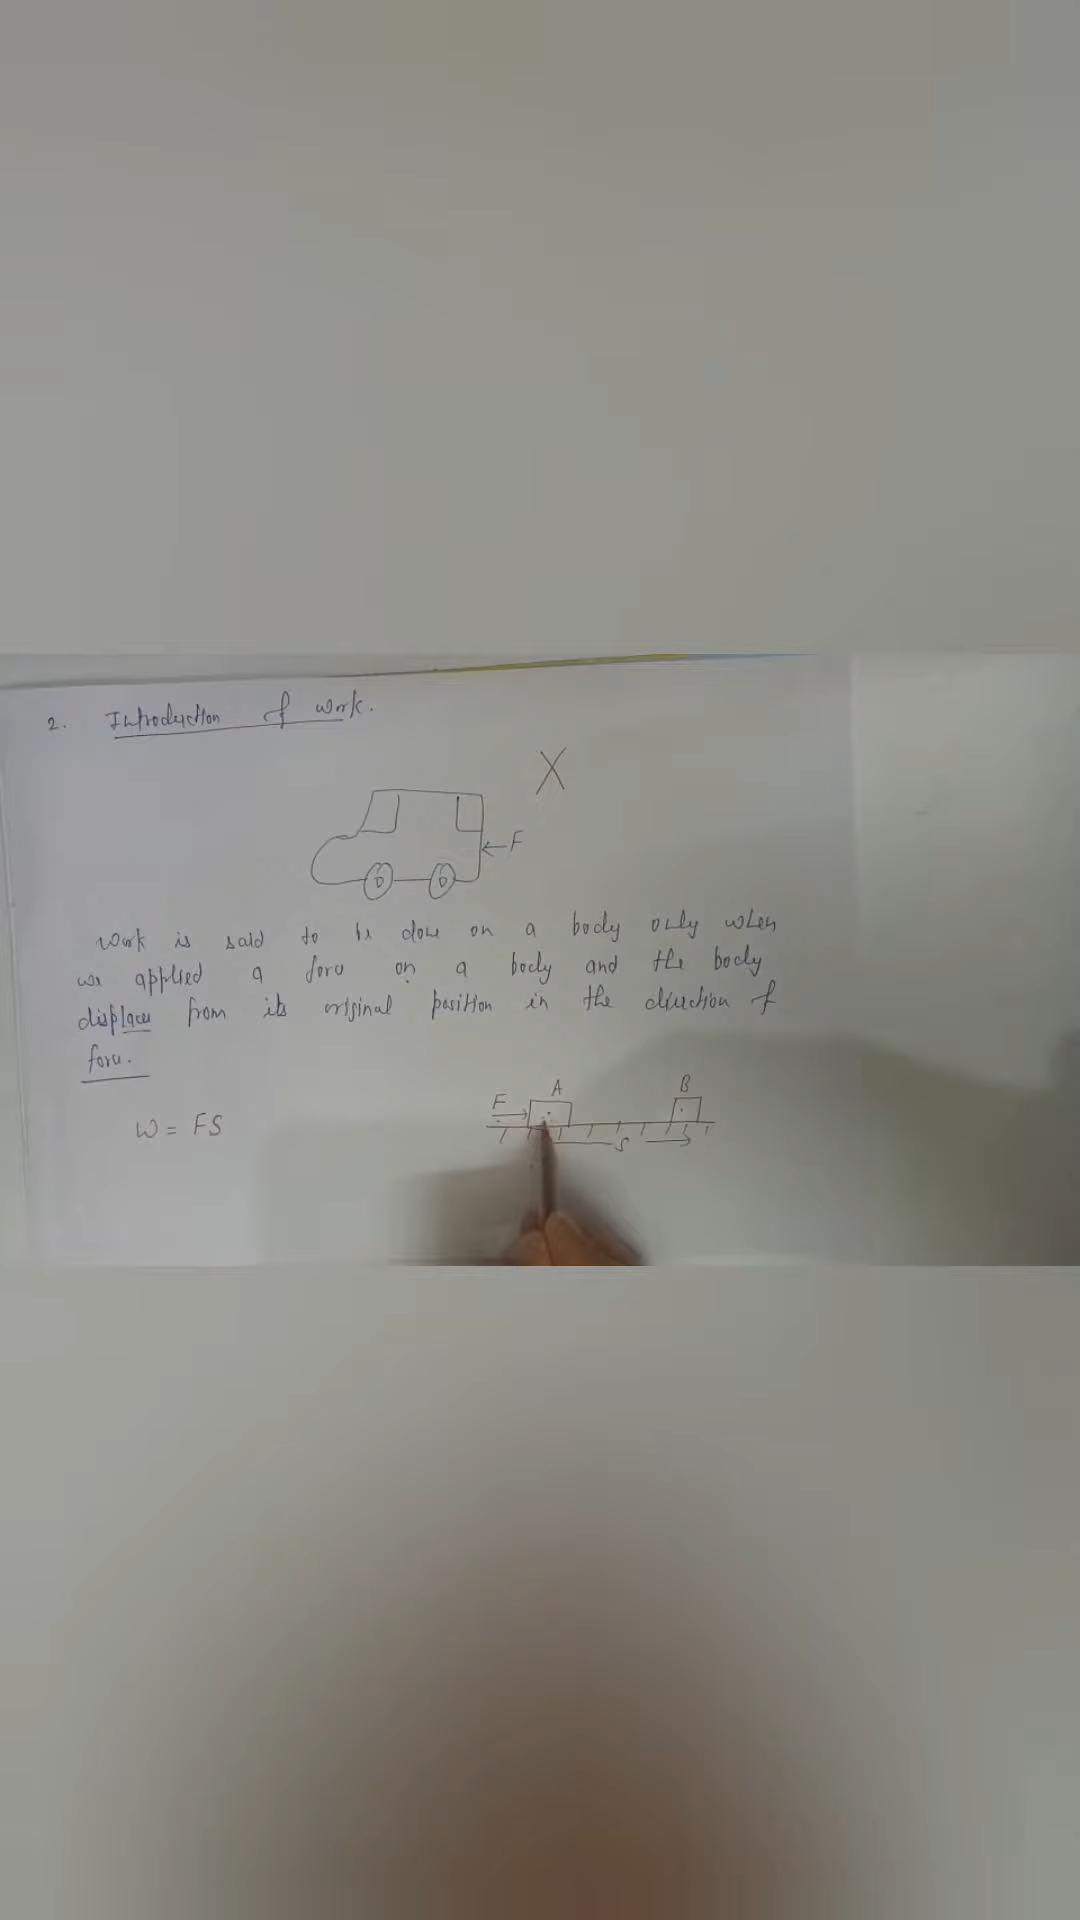 2. Introduction of work.
X
F
Work is said to be done on a body only when
we applied a force on a body and the body
displaces from its original position in the direction of
force.
F A B
W = FS
S